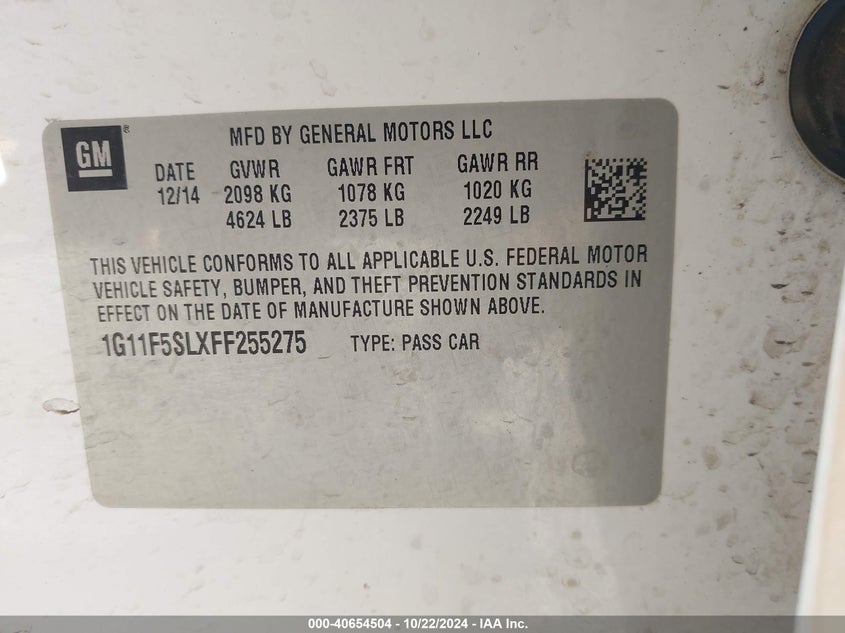 GM ®
MFD BY GENERAL MOTORS LLC
DATE GVWR GAWR FRT GAWR RR
12/14 2098 KG 1078 KG 1020 KG
4624 LB 2375 LB 2249 LB
THIS VEHICLE CONFORMS TO ALL APPLICABLE U.S. FEDERAL MOTOR
VEHICLE SAFETY, BUMPER, AND THEFT PREVENTION STANDARDS IN
EFFECT ON THE DATE OF MANUFACTURE SHOWN ABOVE.
1G11F5SLXFF255275 TYPE: PASS CAR
000-40654504 - 10/22/2024 - IAA Inc.